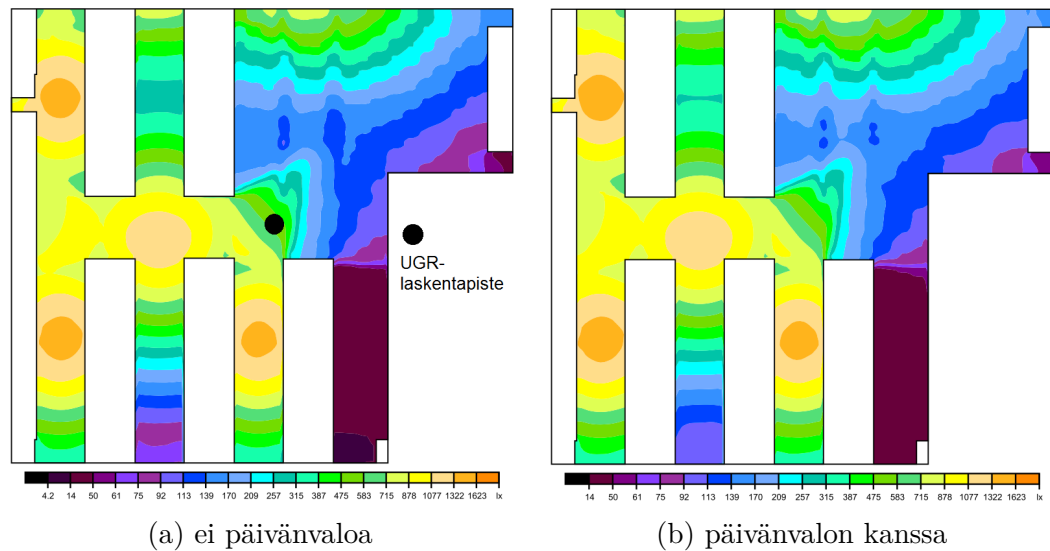 UGR-
laskentapiste
4.2 14 50 61 75 92 113 139 170 209 257 315 387 475 583 715 878 1077 1322 1623 lx
14 50 61 75 92 113 139 170 209 257 315 387 475 583 715 878 1077 1322 1623 lx
(a) ei päivänvaloa
(b) päivänvalon kanssa